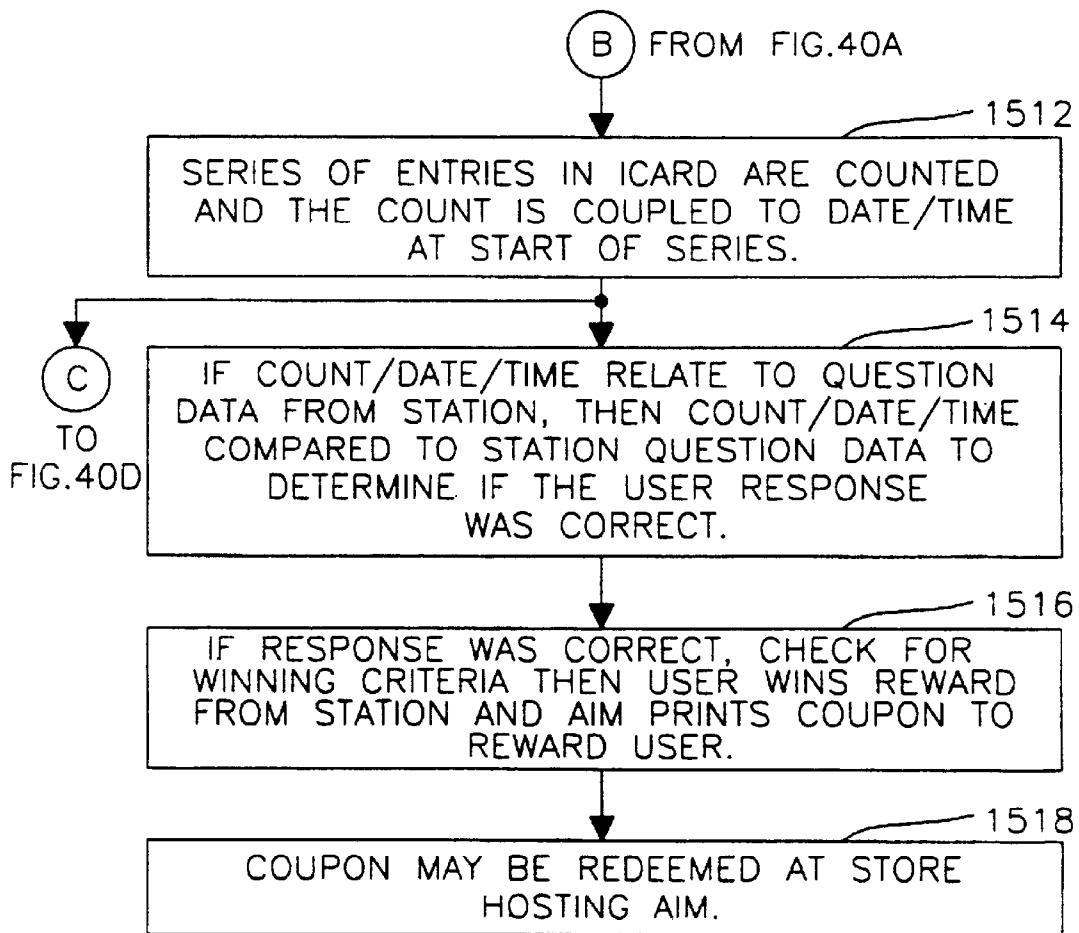 B FROM FIG.40A
1512
SERIES OF ENTRIES IN ICARD ARE COUNTED
AND THE COUNT IS COUPLED TO DATE/TIME
AT START OF SERIES.
1514
C
TO
FIG.40D
IF COUNT/DATE/TIME RELATE TO QUESTION
DATA FROM STATION, THEN COUNT/DATE/TIME
COMPARED TO STATION QUESTION DATA TO
DETERMINE IF THE USER RESPONSE
WAS CORRECT.
1516
IF RESPONSE WAS CORRECT, CHECK FOR
WINNING CRITERIA THEN USER WINS REWARD
FROM STATION AND AIM PRINTS COUPON TO
REWARD USER.
1518
COUPON MAY BE REDEEMED AT STORE
HOSTING AIM.